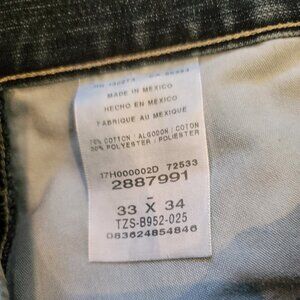 MADE IN MEXICO
HECHO EN MEXICO
FABRIQUE AU MEXIQUE
COTTON / ALGODON / COTON
POLYESTER / POLIESTER
17H000002D 72533
2887991
-
33 X 34
TZS-B952-025
083624854846